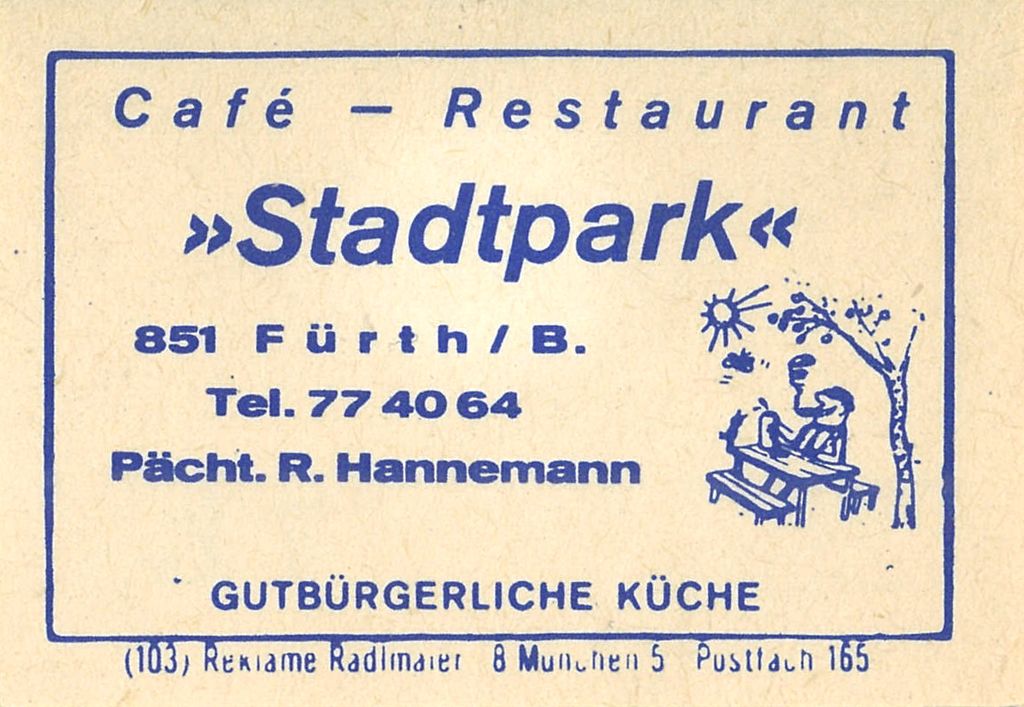 Café – Restaurant
»Stadtpark«
851 Fürth/B.
Tel. 77 40 64
Pächt. R. Hannemann
GUTBÜRGERLICHE KÜCHE
(103) Reklame Radlmaier 8 München 5 Postfach 165